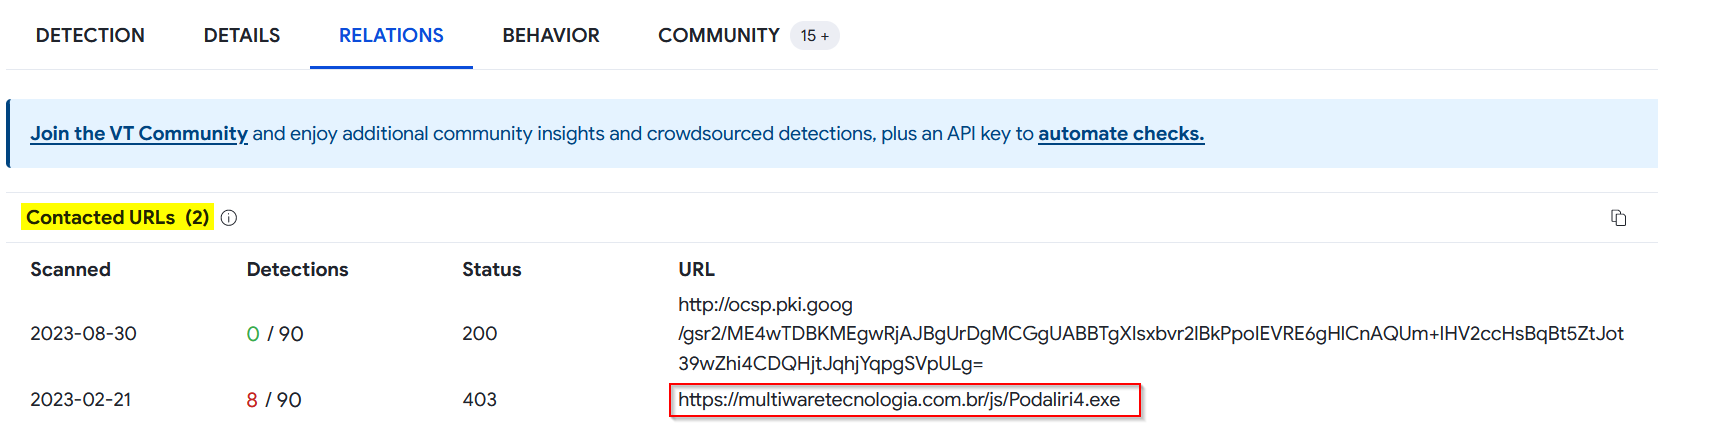 DETECTION DETAILS RELATIONS BEHAVIOR COMMUNITY 15 +
Join the VT Community and enjoy additional community insights and crowdsourced detections, plus an API key to automate checks.
Contacted URLs (2)
Scanned Detections Status URL
http://ocsp.pki.goog
2023-08-30 0 / 90 200 /gsr2/ME4wTDBKMEgwRjAJBgUrDgMCGgUABBTgXIsxbvr2lBkPpoIEVRE6gHlCnAQUm+IHV2ccHsBqBt5ZtJot
39wZhi4CDQHjtJqhjYqpgSVpULg=
2023-02-21 8 / 90 403 https://multiwaretecnologia.com.br/js/Podaliri4.exe